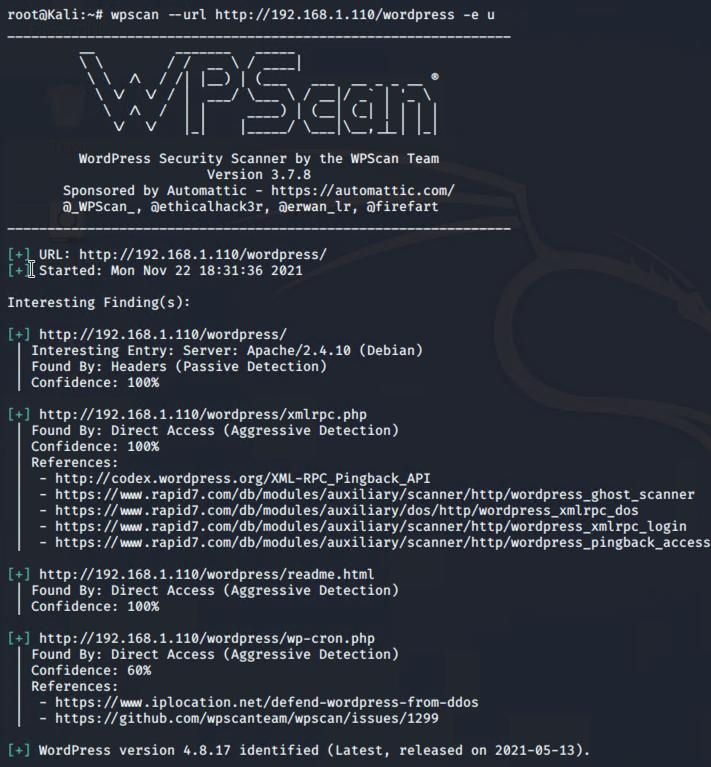 root@Kali:~# wpscan --url http://192.168.1.110/wordpress -e u
WPScan ®
WordPress Security Scanner by the WPScan Team
Version 3.7.8
Sponsored by Automattic - https://automattic.com/
@_WPScan_, @ethicalhack3r, @erwan_lr, @firefart
[+] URL: http://192.168.1.110/wordpress/
[+] Started: Mon Nov 22 18:31:36 2021
Interesting Finding(s):
[+] http://192.168.1.110/wordpress/
| Interesting Entry: Server: Apache/2.4.10 (Debian)
| Found By: Headers (Passive Detection)
| Confidence: 100%
[+] http://192.168.1.110/wordpress/xmlrpc.php
| Found By: Direct Access (Aggressive Detection)
| Confidence: 100%
| References:
|  - http://codex.wordpress.org/XML-RPC_Pingback_API
|  - https://www.rapid7.com/db/modules/auxiliary/scanner/http/wordpress_ghost_scanner
|  - https://www.rapid7.com/db/modules/auxiliary/dos/http/wordpress_xmlrpc_dos
|  - https://www.rapid7.com/db/modules/auxiliary/scanner/http/wordpress_xmlrpc_login
|  - https://www.rapid7.com/db/modules/auxiliary/scanner/http/wordpress_pingback_access
[+] http://192.168.1.110/wordpress/readme.html
| Found By: Direct Access (Aggressive Detection)
| Confidence: 100%
[+] http://192.168.1.110/wordpress/wp-cron.php
| Found By: Direct Access (Aggressive Detection)
| Confidence: 60%
| References:
|  - https://www.iplocation.net/defend-wordpress-from-ddos
|  - https://github.com/wpscanteam/wpscan/issues/1299
[+] WordPress version 4.8.17 identified (Latest, released on 2021-05-13).